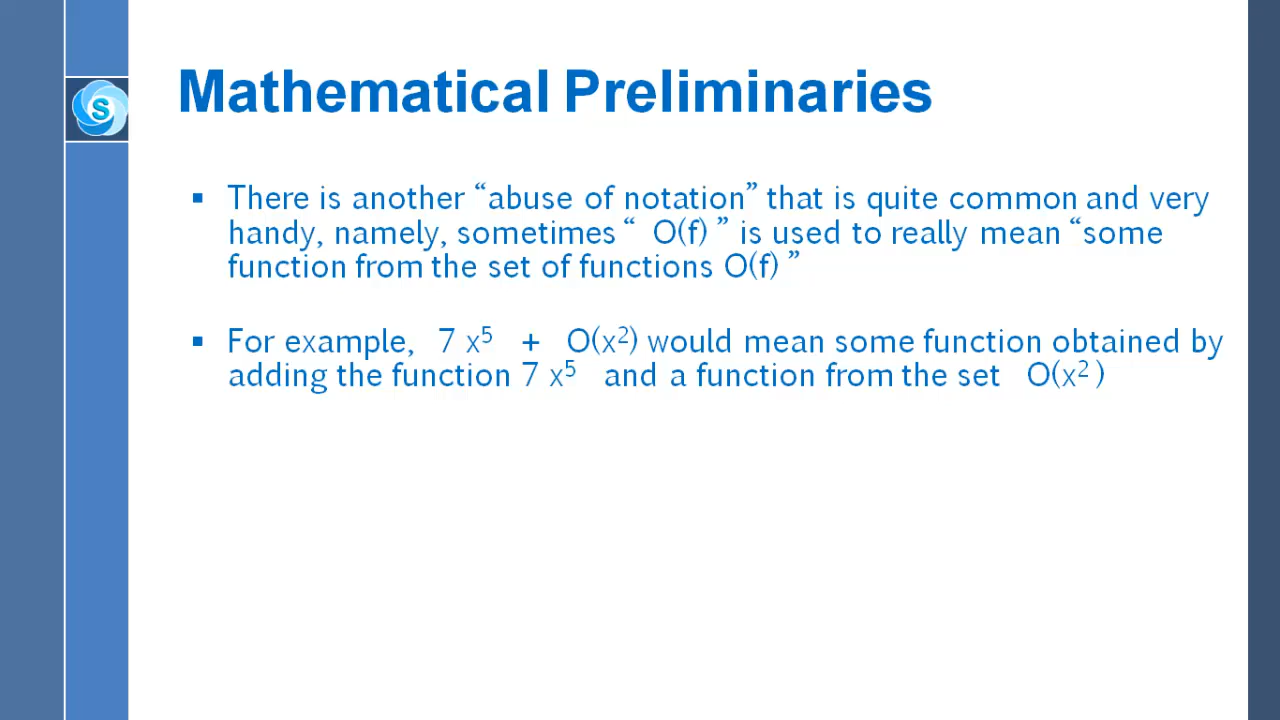 S
Mathematical Preliminaries
▪ There is another “abuse of notation” that is quite common and very
handy, namely, sometimes “ O(f) ” is used to really mean “some
function from the set of functions O(f) ”
▪ For example, 7 x⁵ + O(x²) would mean some function obtained by
adding the function 7 x⁵ and a function from the set O(x² )